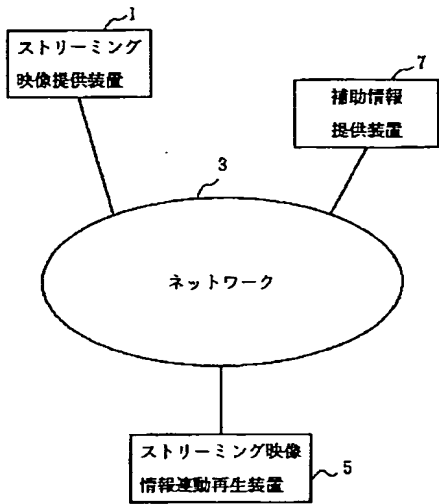 1
ストリーミング
映像提供装置
7
補助情報
提供装置
3
ネットワーク
ストリーミング映像
情報連動再生装置
5